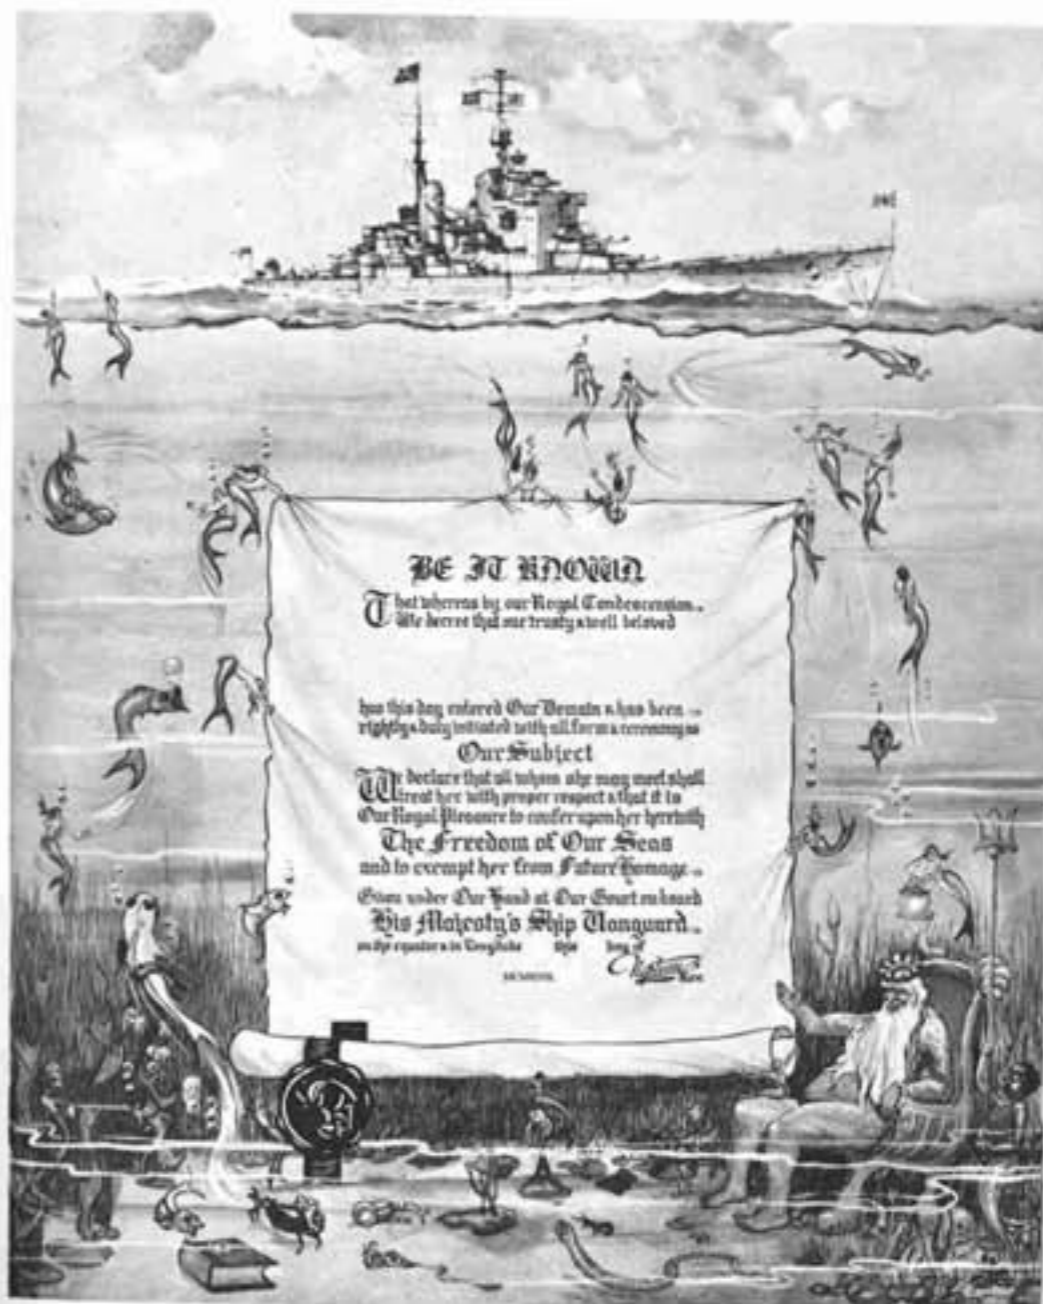 BE IT KNOWN
That whereas by our Royal Condescension
We decree that our trusty & well beloved
has this day entered Our Domain & has been
rightly & duly initiated with all form & ceremony as
Our Subject
We declare that all whom she may meet shall
treat her with proper respect & that it is
Our Royal Pleasure to confer upon her herewith
The Freedom of Our Seas
and to exempt her from Future Homage
Given under Our Hand at Our Court on board
His Majesty's Ship Vanguard
on the equator & in Longitude this day of